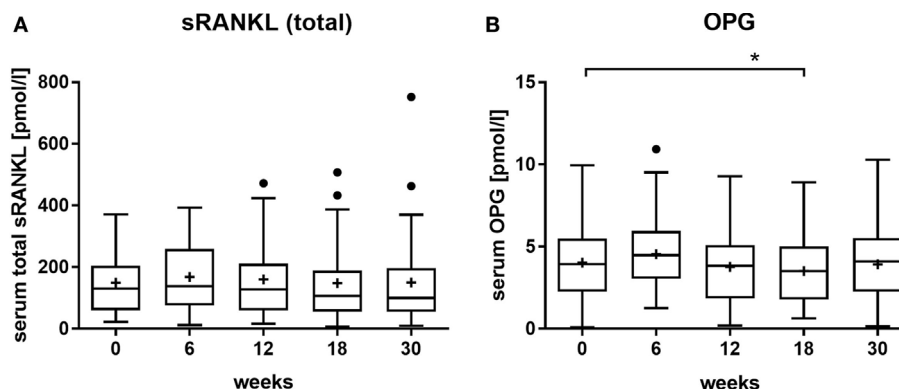 A
sRANKL (total)
serum total sRANKL [pmol/l]
800
600
400
200
0
0 6 12 18 30
weeks
B
OPG
*
serum OPG [pmol/l]
15
10
5
0
0 6 12 18 30
weeks